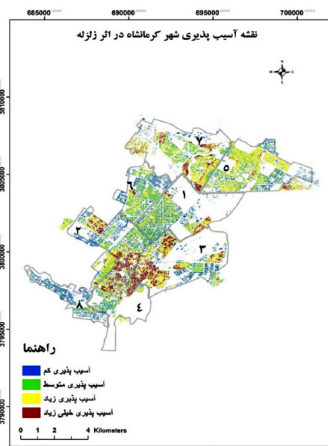 685000 690000 695000 700000
نقشه آسیب پذیری شهر کرمانشاه در اثر زلزله
3810000
3805000
3800000
3795000
3790000
۷
۵
۶
۱
۲
۳
۴
۸
راهنما
آسیب پذیری کم
آسیب پذیری متوسط
آسیب پذیری زیاد
آسیب پذیری خیلی زیاد
0 1 2 4 Kilometers